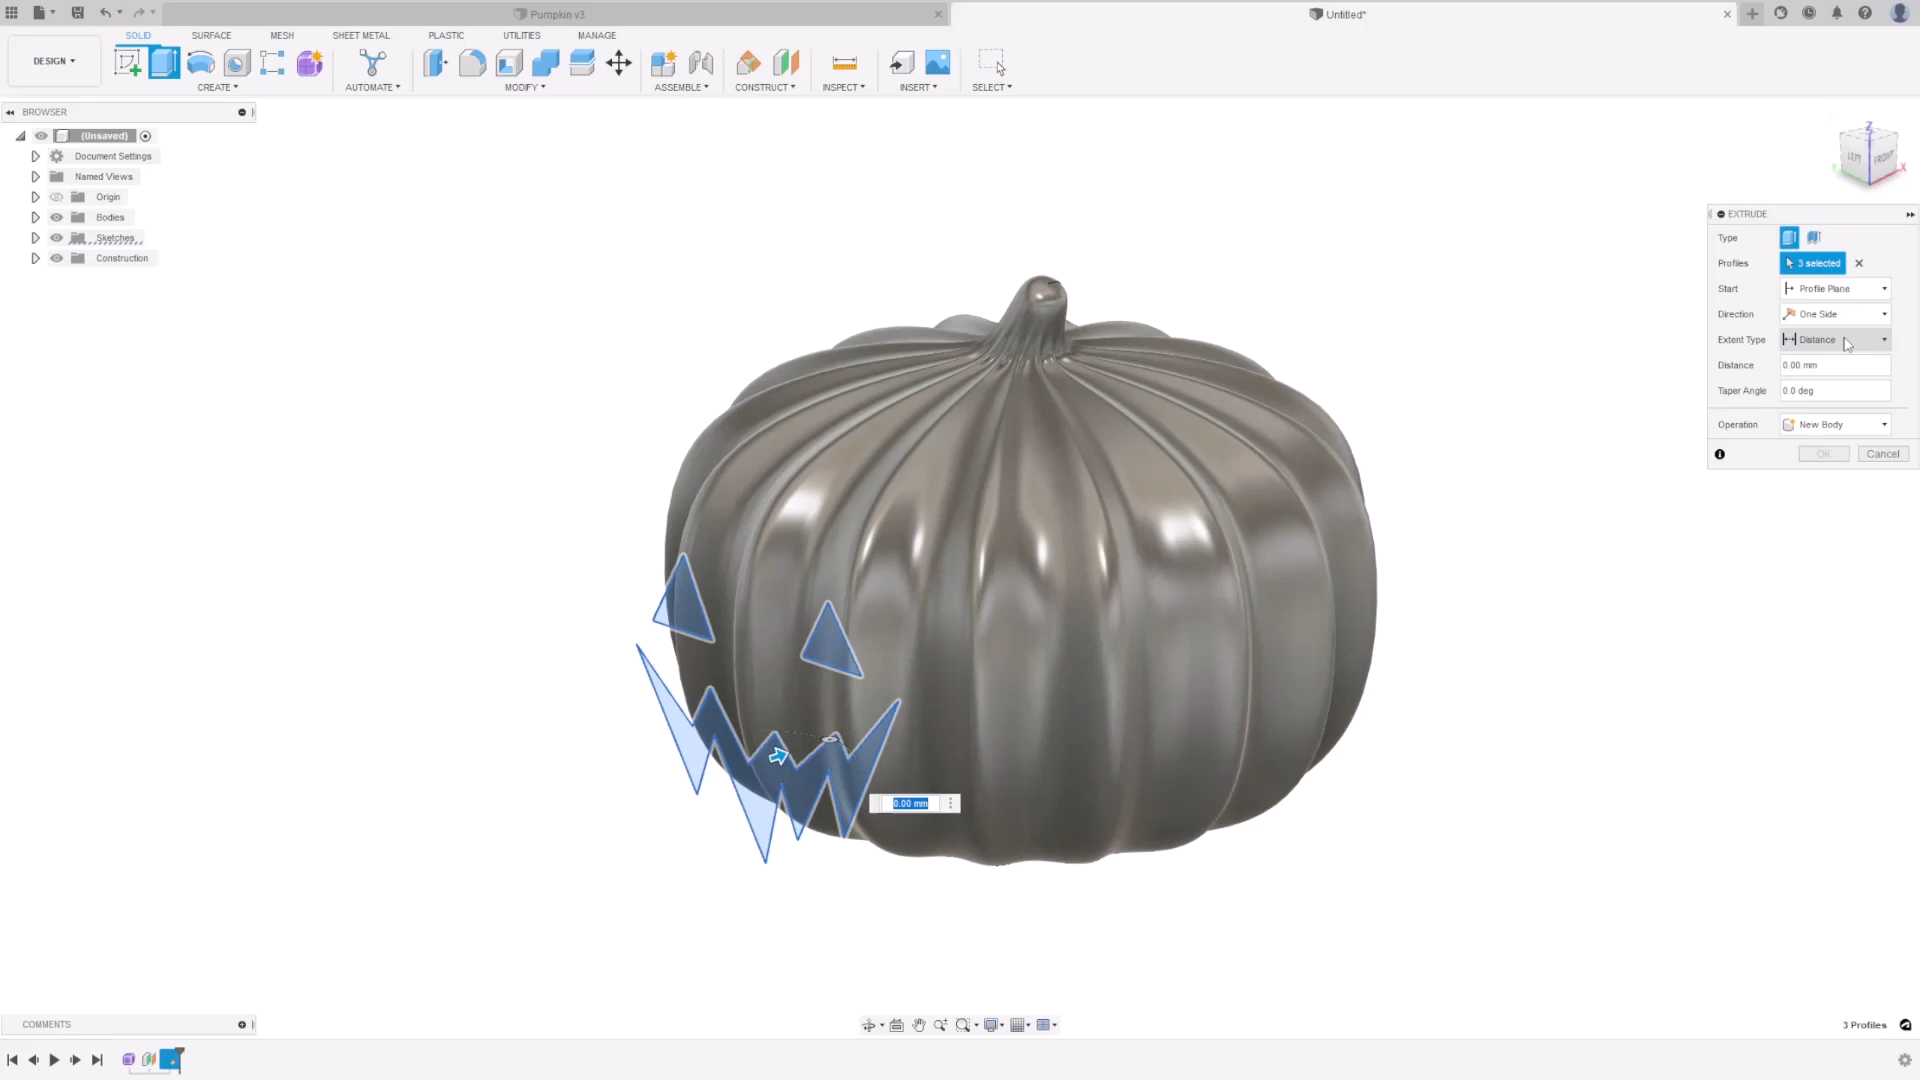 Pumpkin v3
Untitled*
DESIGN
SOLID
SURFACE
MESH
SHEET METAL
PLASTIC
UTILITIES
MANAGE
CREATE
AUTOMATE
MODIFY
ASSEMBLE
CONSTRUCT
INSPECT
INSERT
SELECT
BROWSER
(Unsaved)
Document Settings
Named Views
Origin
Bodies
Sketches
Construction
Z
LEFT
FRONT
X
EXTRUDE
Type
Profiles 3 selected
Start Profile Plane
Direction One Side
Extent Type Distance
Distance 0.00 mm
Taper Angle 0.0 deg
Operation New Body
OK Cancel
0.00 mm
COMMENTS
3 Profiles